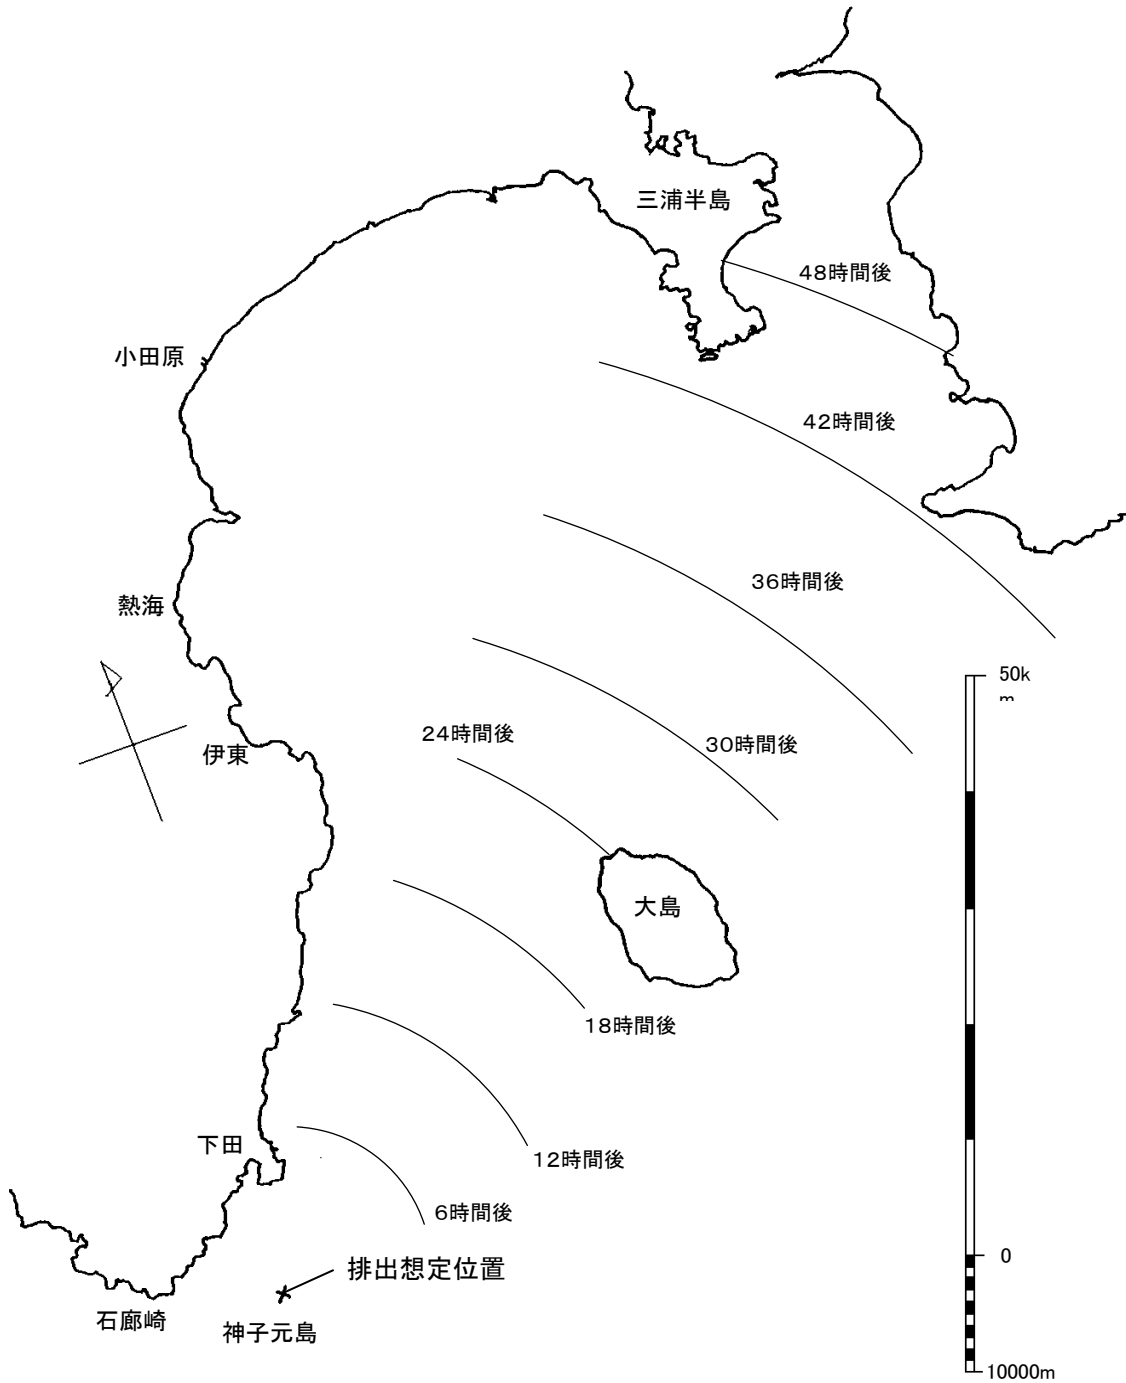 三浦半島
48時間後
小田原
42時間後
36時間後
熱海
50k
m
24時間後
30時間後
伊東
大島
18時間後
下田
12時間後
6時間後
0
排出想定位置
石廊崎
神子元島
10000m